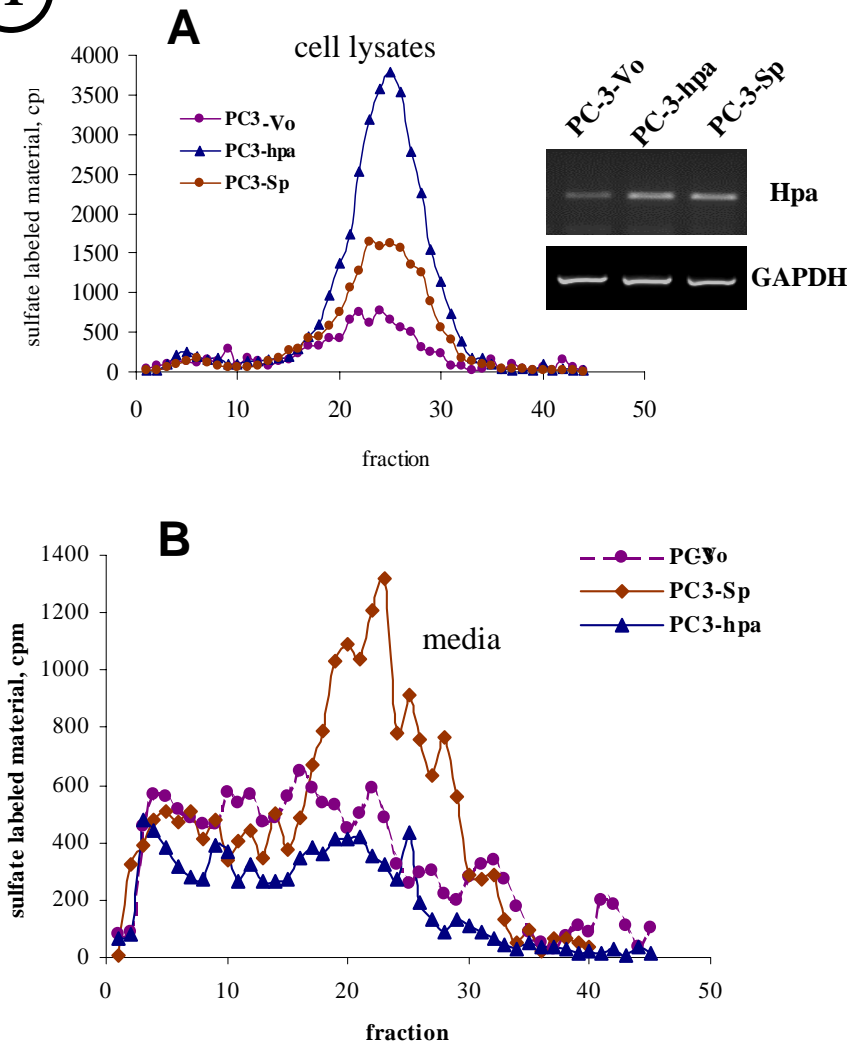 1
A
cell lysates
4000
3500
3000
2500
2000
1500
1000
500
0
sulfate labeled material, cp
PC3-Vo
PC3-hpa
PC3-Sp
0 10 20 30 40 50
fraction
PC-3-Vo PC-3-hpa PC-3-Sp
Hpa
GAPDH
B
media
1400
1200
1000
800
600
400
200
0
sulfate labeled material, cpm
PC3-Sp
PC3-hpa
0 10 20 30 40 50
fraction